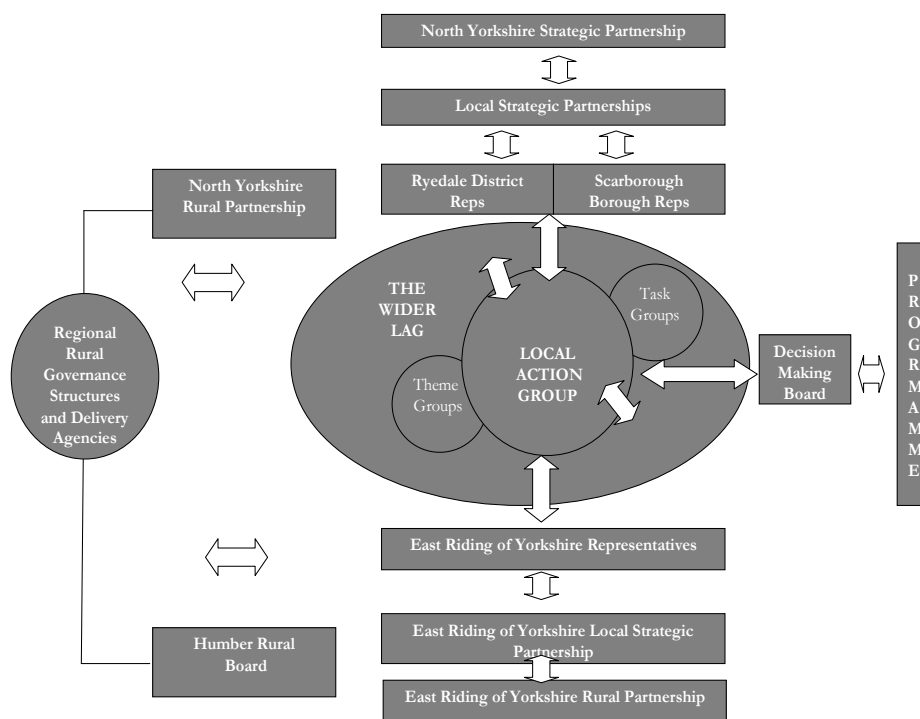 North Yorkshire Strategic Partnership
Local Strategic Partnerships
North Yorkshire
Rural Partnership
Ryedale District
Reps
Scarborough
Borough Reps
THE
WIDER
LAG
Task
Groups
Regional
Rural
Governance
Structures
and Delivery
Agencies
LOCAL
ACTION
GROUP
Theme
Groups
Decision
Making
Board
P
R
O
G
R
M
A
M
M
E
East Riding of Yorkshire Representatives
East Riding of Yorkshire Local Strategic
Partnership
Humber Rural
Board
East Riding of Yorkshire Rural Partnership